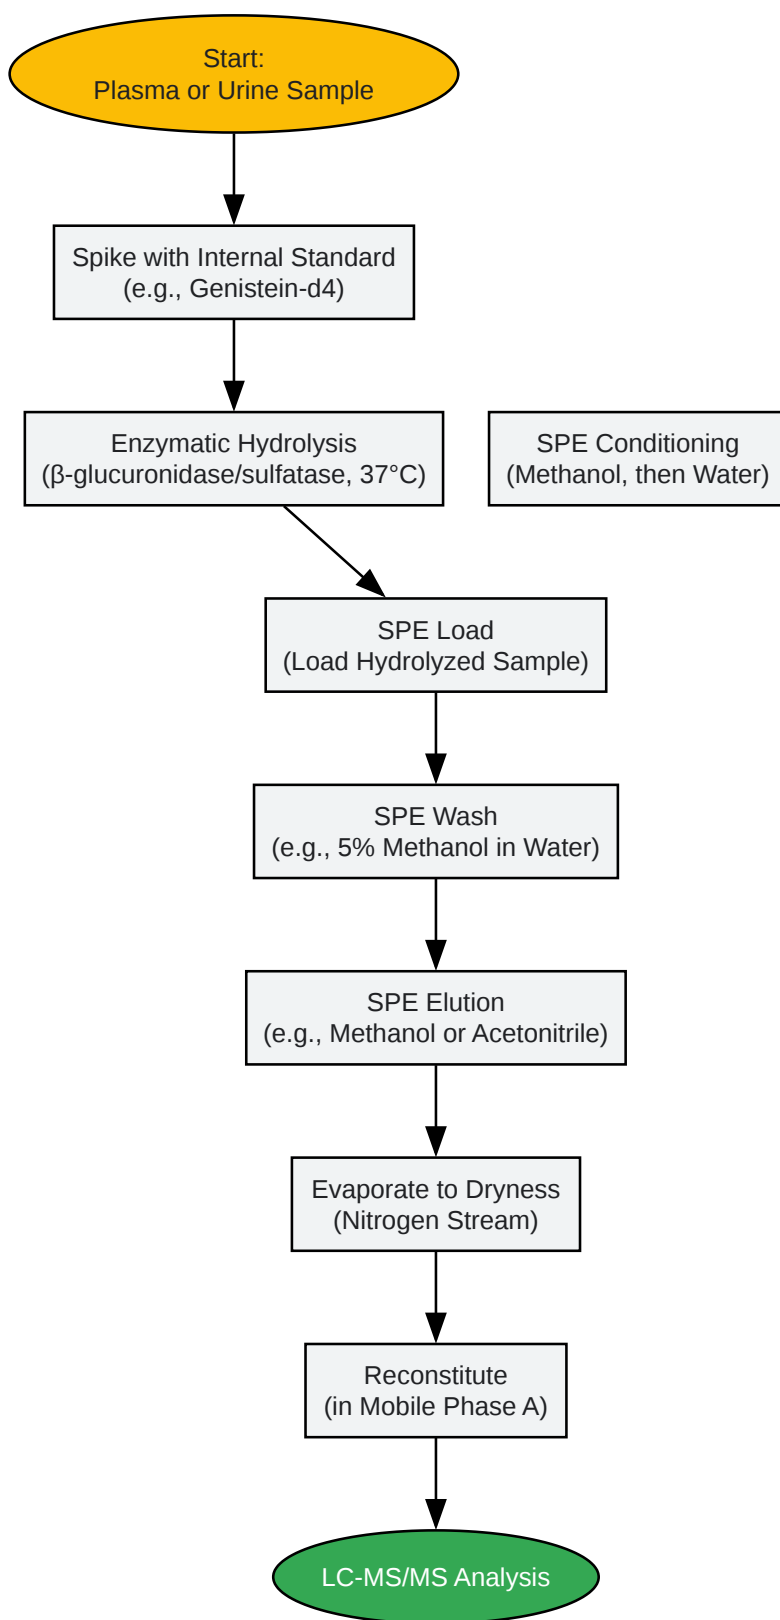 Start:
Plasma or Urine Sample
Spike with Internal Standard
(e.g., Genistein-d4)
Enzymatic Hydrolysis
(β-glucuronidase/sulfatase, 37°C)
SPE Conditioning
(Methanol, then Water)
SPE Load
(Load Hydrolyzed Sample)
SPE Wash
(e.g., 5% Methanol in Water)
SPE Elution
(e.g., Methanol or Acetonitrile)
Evaporate to Dryness
(Nitrogen Stream)
Reconstitute
(in Mobile Phase A)
LC-MS/MS Analysis